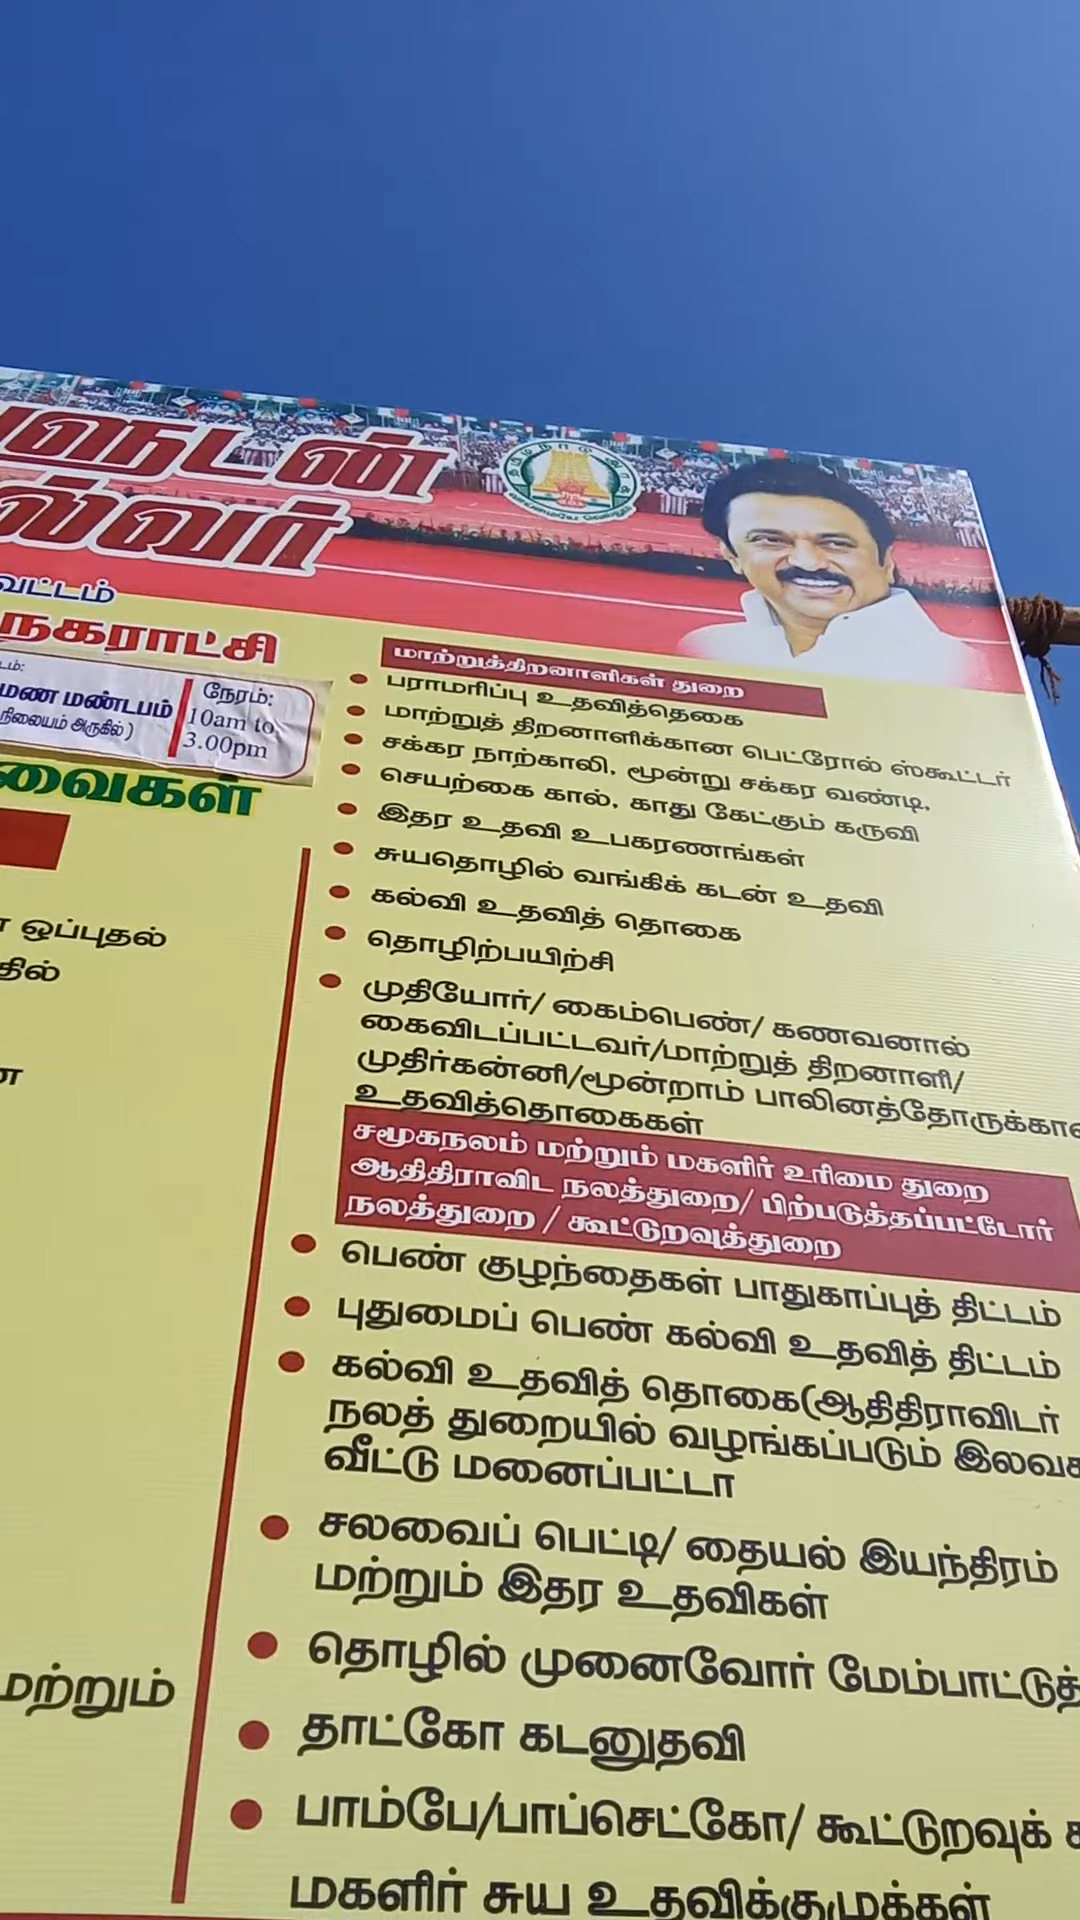 ல்வர்
வட்டம்
நகராட்சி
மண மண்டபம்
நிலையம் அருகில்)
நேரம்:
10am to
3.00pm
வைகள்
ஒப்புதல்
மற்றும்
மாற்றுத்திறனாளிகள் துறை
பராமரிப்பு உதவித்தெகை
மாற்றுத் திறனாளிக்கான பெட்ரோல் ஸ்கூட்டர்
சக்கர நாற்காலி, மூன்று சக்கர வண்டி,
செயற்கை கால், காது கேட்கும் கருவி
இதர உதவி உபகரணங்கள்
சுயதொழில் வங்கிக் கடன் உதவி
கல்வி உதவித் தொகை
தொழிற்பயிற்சி
முதியோர்/ கைம்பெண்/ கணவனால்
கைவிடப்பட்டவர்/மாற்றுத் திறனாளி/
முதிர்கன்னி/மூன்றாம் பாலினத்தோருக்கான
உதவித்தொகைகள்
சமூகநலம் மற்றும் மகளிர் உரிமை துறை
ஆதிதிராவிட நலத்துறை/ பிற்படுத்தப்பட்டோர்
நலத்துறை / கூட்டுறவுத்துறை
பெண் குழந்தைகள் பாதுகாப்புத் திட்டம்
புதுமைப் பெண் கல்வி உதவித் திட்டம்
கல்வி உதவித் தொகை(ஆதிதிராவிடர்
நலத் துறையில் வழங்கப்படும் இலவச
வீட்டு மனைப்பட்டா
சலவைப் பெட்டி/ தையல் இயந்திரம்
மற்றும் இதர உதவிகள்
தொழில் முனைவோர் மேம்பாட்டுத்
தாட்கோ கடனுதவி
பாம்பே/பாப்செட்கோ/ கூட்டுறவுக்
மகளிர் சுய உதவிக்குழுக்கள்